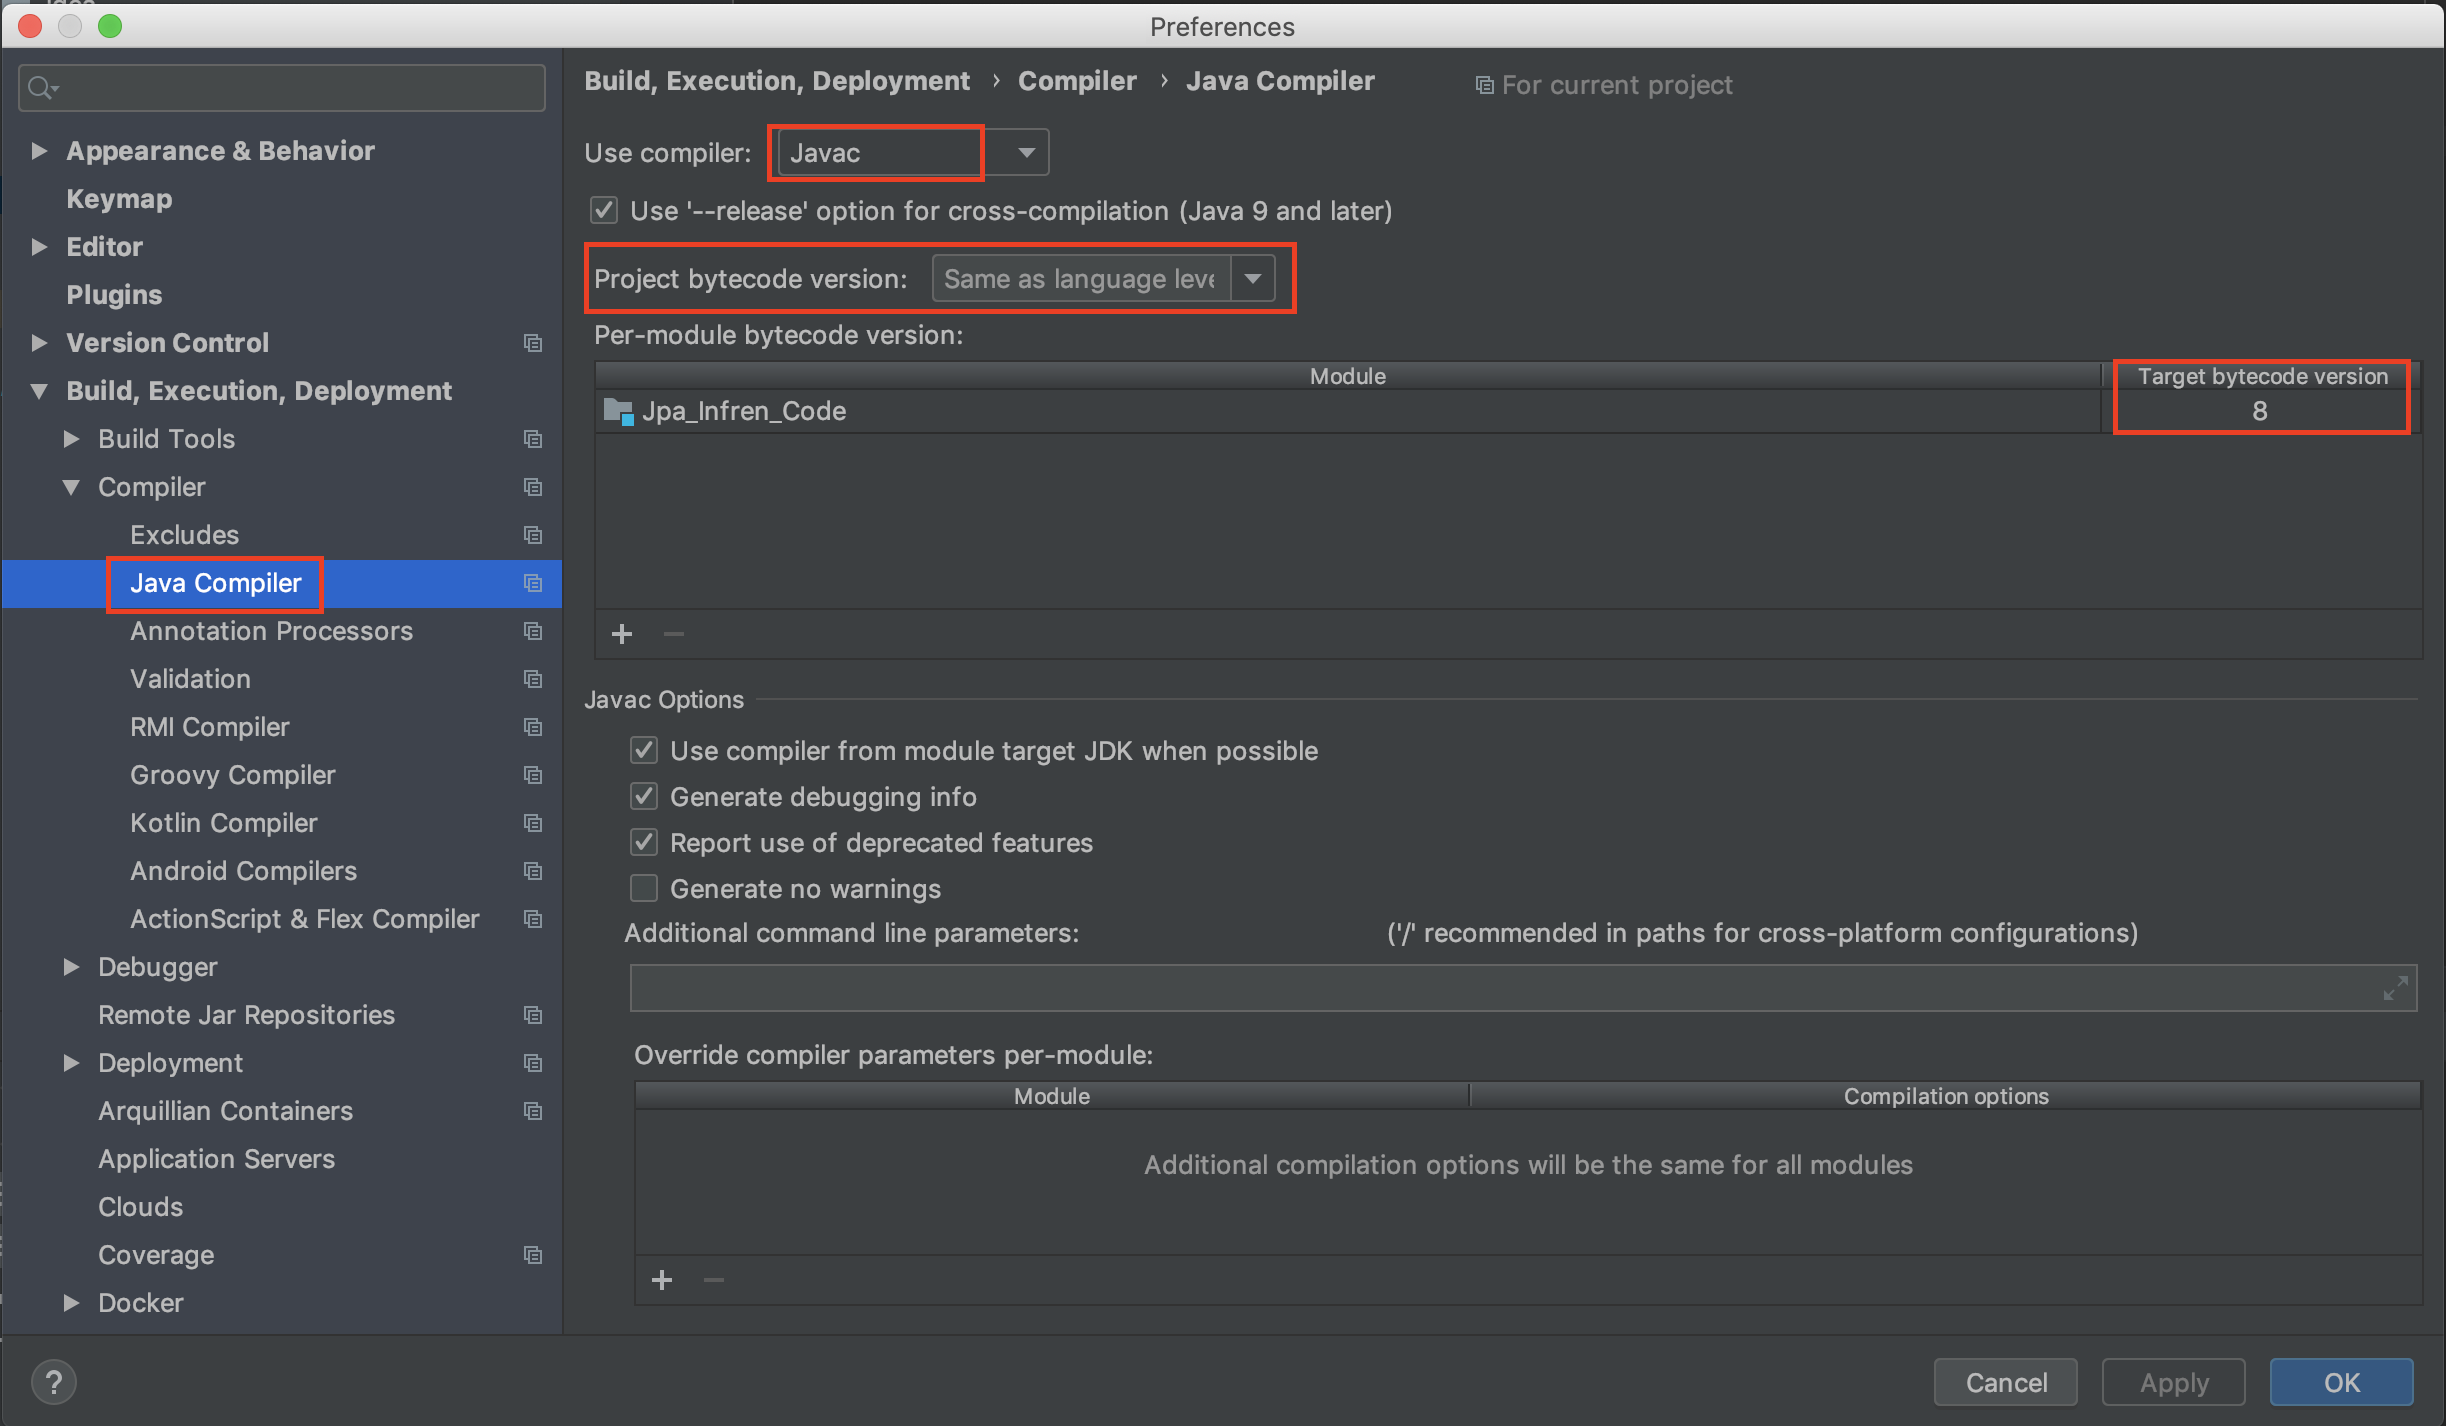 Preferences
Appearance & Behavior
Keymap
Editor
Plugins
Version Control
Build, Execution, Deployment
Build Tools
Compiler
Excludes
Java Compiler
Annotation Processors
Validation
RMI Compiler
Groovy Compiler
Kotlin Compiler
Android Compilers
ActionScript & Flex Compiler
Debugger
Remote Jar Repositories
Deployment
Arquillian Containers
Application Servers
Clouds
Coverage
Docker
Build, Execution, Deployment › Compiler › Java Compiler For current project
Use compiler: Javac
Use '--release' option for cross-compilation (Java 9 and later)
Project bytecode version: Same as language leve
Per-module bytecode version:
Module Target bytecode version
Jpa_Infren_Code 8
+ −
Javac Options
Use compiler from module target JDK when possible
Generate debugging info
Report use of deprecated features
Generate no warnings
Additional command line parameters: ('/' recommended in paths for cross-platform configurations)
Override compiler parameters per-module:
Module Compilation options
Additional compilation options will be the same for all modules
+ −
? Cancel Apply OK